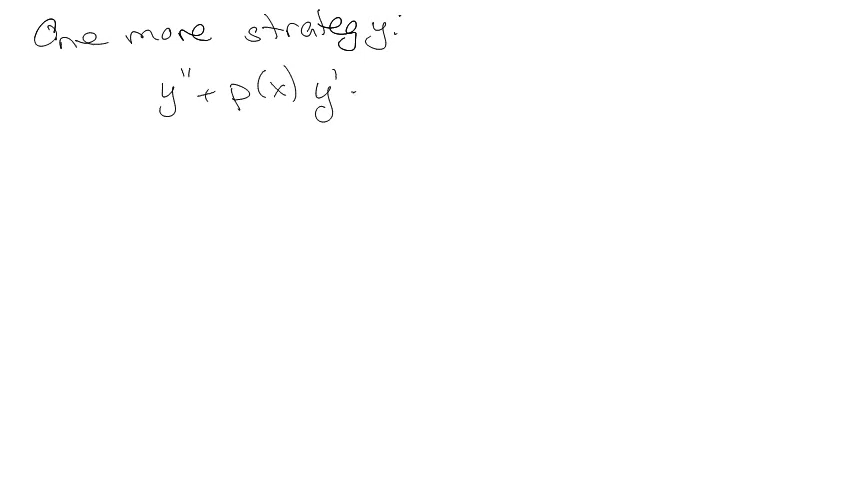 One more strategy:
y'' + p(x) y'